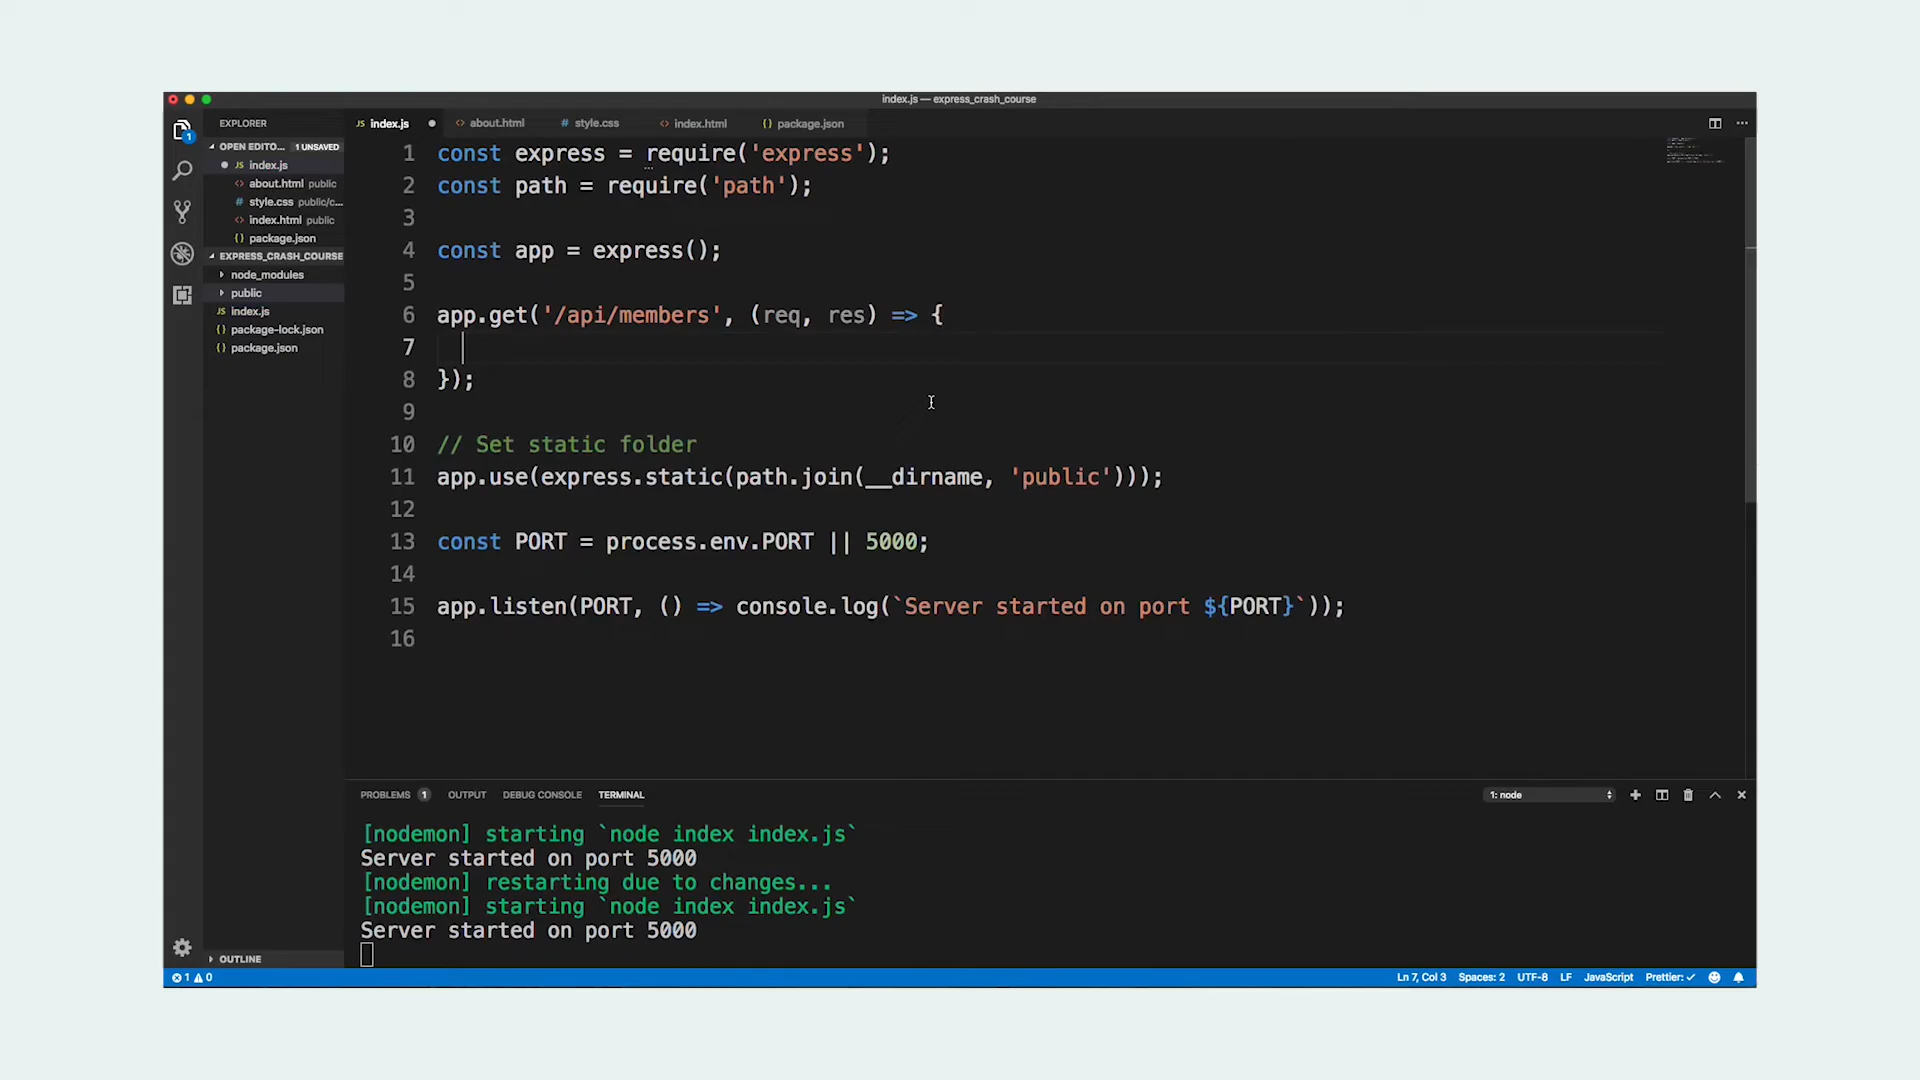 index.js — express_crash_course
EXPLORER
OPEN EDITO... 1 UNSAVED
JS index.js
<> about.html public
# style.css public/c...
<> index.html public
{} package.json
EXPRESS_CRASH_COURSE
node_modules
public
JS index.js
{} package-lock.json
{} package.json
OUTLINE
JS index.js
<> about.html
# style.css
<> index.html
{} package.json
1 const express = require('express');
2 const path = require('path');
3
4 const app = express();
5
6 app.get('/api/members', (req, res) => {
7
8 });
9
10 // Set static folder
11 app.use(express.static(path.join(__dirname, 'public')));
12
13 const PORT = process.env.PORT || 5000;
14
15 app.listen(PORT, () => console.log(`Server started on port ${PORT}`));
16
PROBLEMS 1 OUTPUT DEBUG CONSOLE TERMINAL 1: node
[nodemon] starting `node index index.js`
Server started on port 5000
[nodemon] restarting due to changes...
[nodemon] starting `node index index.js`
Server started on port 5000
1 0 Ln 7, Col 3 Spaces: 2 UTF-8 LF JavaScript Prettier: ✓